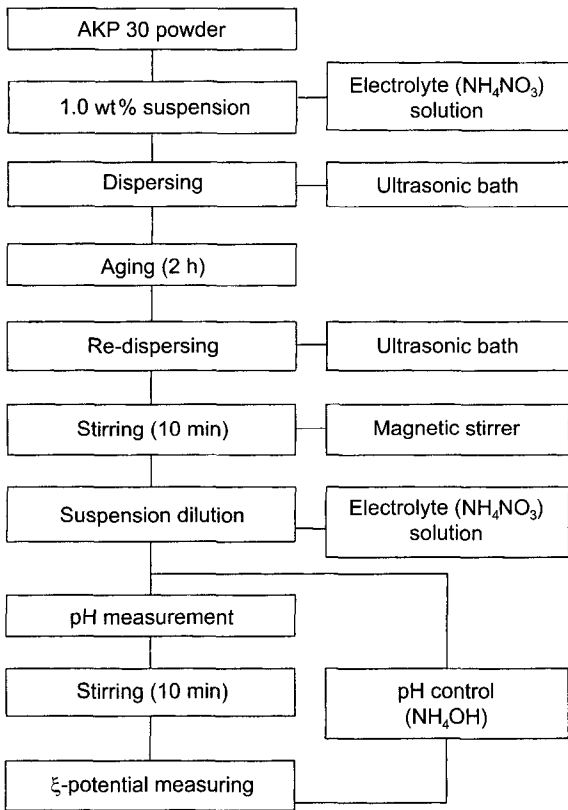 AKP 30 powder
1.0 wt% suspension
Electrolyte (NH₄NO₃)
solution
Dispersing
Ultrasonic bath
Aging (2 h)
Re-dispersing
Ultrasonic bath
Stirring (10 min)
Magnetic stirrer
Suspension dilution
Electrolyte (NH₄NO₃)
solution
pH measurement
Stirring (10 min)
pH control
(NH₄OH)
ξ-potential measuring